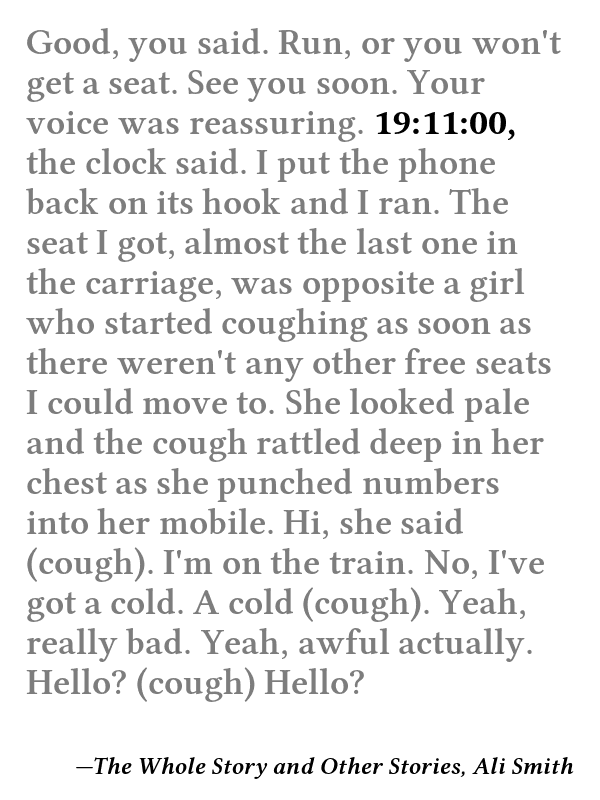 Good, you said. Run, or you won't
get a seat. See you soon. Your
voice was reassuring. 19:11:00,
the clock said. I put the phone
back on its hook and I ran. The
seat I got, almost the last one in
the carriage, was opposite a girl
who started coughing as soon as
there weren't any other free seats
I could move to. She looked pale
and the cough rattled deep in her
chest as she punched numbers
into her mobile. Hi, she said
(cough). I'm on the train. No, I've
got a cold. A cold (cough). Yeah,
really bad. Yeah, awful actually.
Hello? (cough) Hello?
—The Whole Story and Other Stories, Ali Smith